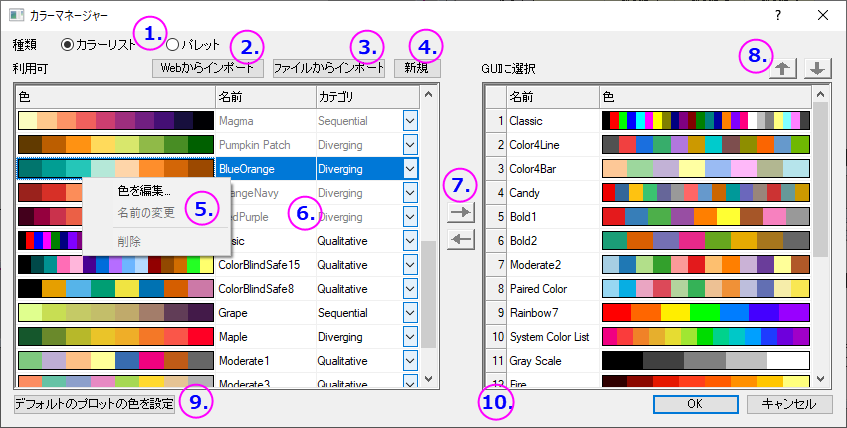 カラーマネージャー
種類 カラーリスト パレット 1.
利用可 Webからインポート 2. ファイルからインポート 3. 新規 4. GUIに選択 8.
色 名前 カテゴリ 名前 色
Magma Sequential 1 Classic
Pumpkin Patch Diverging 2 Color4Line
BlueOrange Diverging 3 Color4Bar
色を編集... OrangeNavy Diverging 7. 4 Candy
名前の変更 5. RedPurple 6. Diverging 5 Bold1
削除 Classic Qualitative 6 Bold2
ColorBlindSafe15 Qualitative 7 Moderate2
ColorBlindSafe8 Qualitative 8 Paired Color
Grape Sequential 9 Rainbow7
Maple Diverging 10 System Color List
Moderate1 Qualitative 11 Gray Scale
Moderate3 Qualitative 12 Fire
デフォルトのプロットの色を設定 9. 10. OK キャンセル